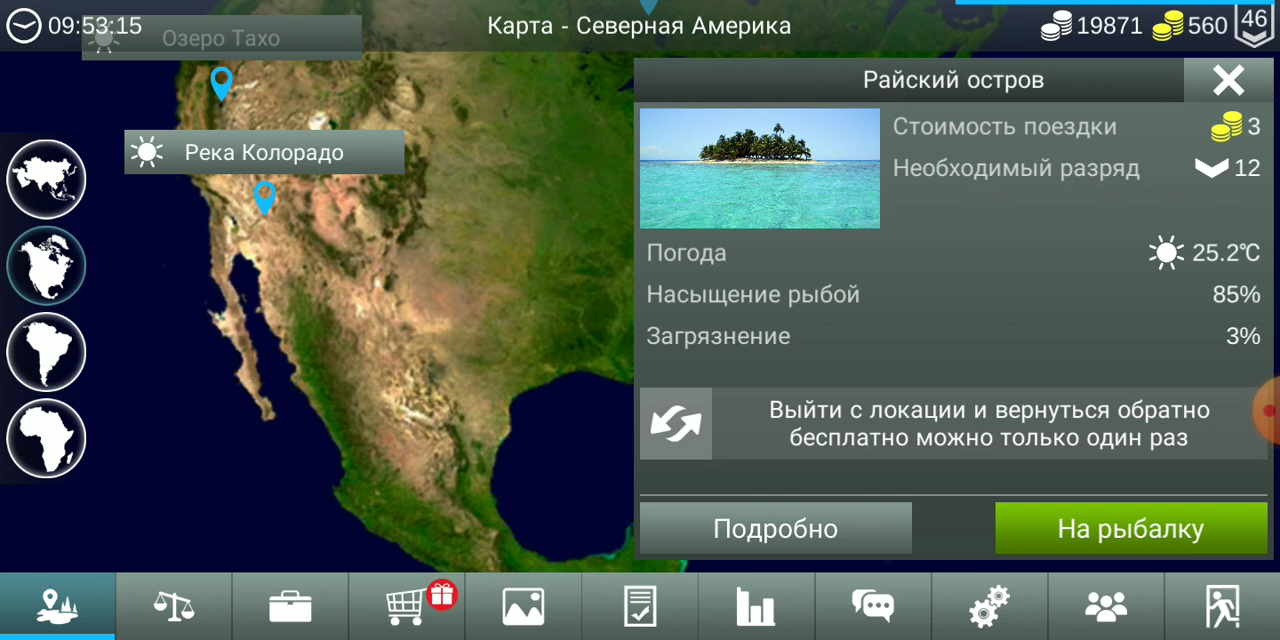 09:53:15
Карта - Северная Америка
19871
560
46
Озеро Тахо
Река Колорадо
Райский остров
Стоимость поездки
3
Необходимый разряд
12
Погода
25.2℃
Насыщение рыбой
85%
Загрязнение
3%
Выйти с локации и вернуться обратно
бесплатно можно только один раз
Подробно
На рыбалку